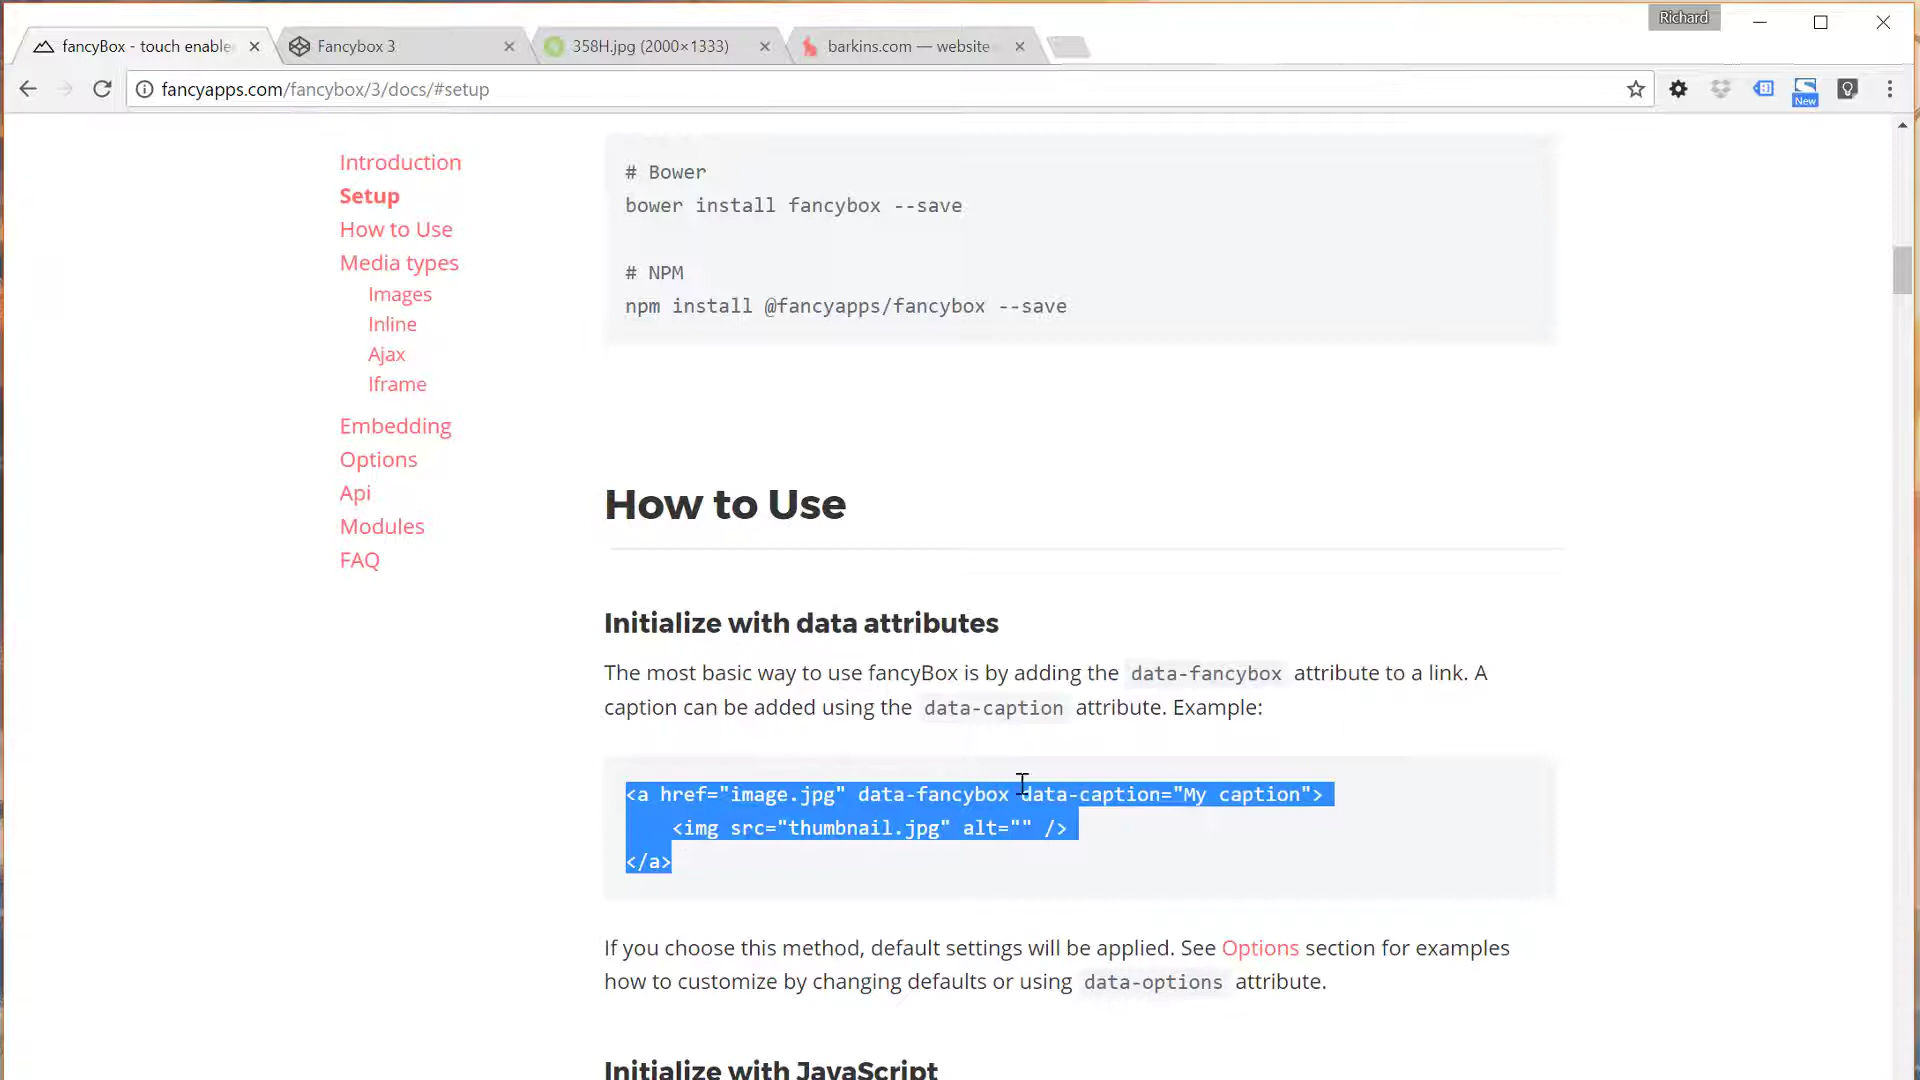 Richard
fancyBox - touch enable
Fancybox 3
358H.jpg (2000×1333)
barkins.com — website
fancyapps.com/fancybox/3/docs/#setup
New
Introduction
Setup
How to Use
Media types
Images
Inline
Ajax
Iframe
Embedding
Options
Api
Modules
FAQ
# Bower
bower install fancybox --save
# NPM
npm install @fancyapps/fancybox --save
How to Use
Initialize with data attributes
The most basic way to use fancyBox is by adding the data-fancybox attribute to a link. A
caption can be added using the data-caption attribute. Example:
<a href="image.jpg" data-fancybox data-caption="My caption">
<img src="thumbnail.jpg" alt="" />
</a>
If you choose this method, default settings will be applied. See Options section for examples
how to customize by changing defaults or using data-options attribute.
Initialize with JavaScript